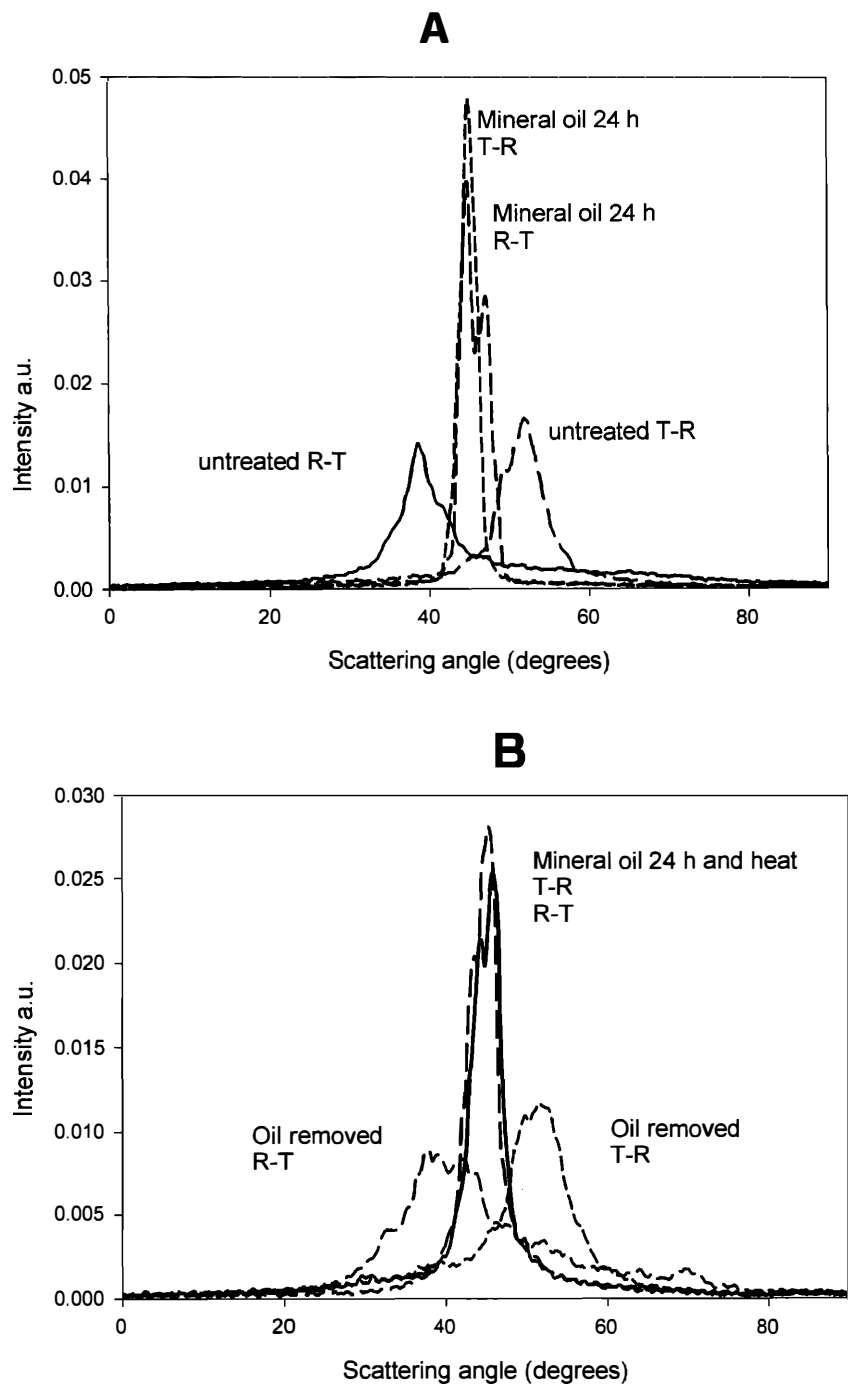 A
0.05
0.04
0.03
0.02
0.01
0.00
Intensity a.u.
Mineral oil 24 h
T-R
Mineral oil 24 h
R-T
untreated R-T
untreated T-R
0 20 40 60 80
Scattering angle (degrees)
B
0.030
0.025
0.020
0.015
0.010
0.005
0.000
Intensity a.u.
Mineral oil 24 h and heat
T-R
R-T
Oil removed
R-T
Oil removed
T-R
0 20 40 60 80
Scattering angle (degrees)